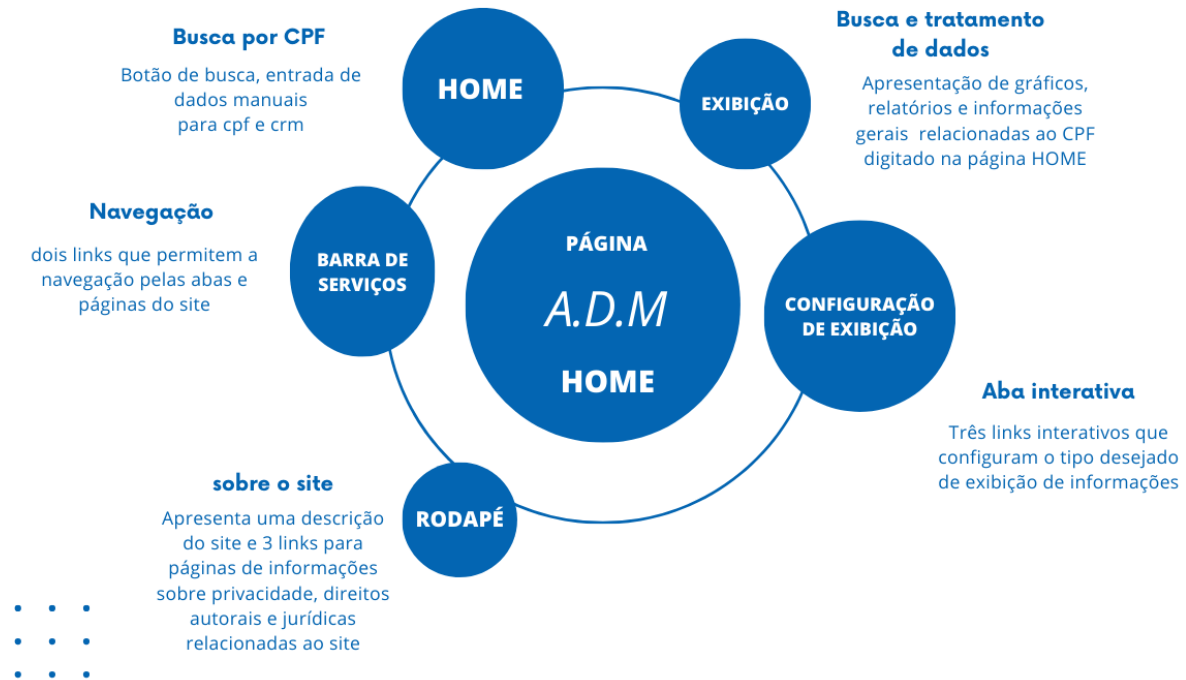 Busca por CPF
Botão de busca, entrada de
dados manuais
para cpf e crm
HOME
EXIBIÇÃO
Busca e tratamento
de dados
Apresentação de gráficos,
relatórios e informações
gerais relacionadas ao CPF
digitado na página HOME
Navegação
dois links que permitem a
navegação pelas abas e
páginas do site
BARRA DE
SERVIÇOS
PÁGINA
A.D.M
HOME
CONFIGURAÇÃO
DE EXIBIÇÃO
Aba interativa
Três links interativos que
configuram o tipo desejado
de exibição de informações
sobre o site
Apresenta uma descrição
do site e 3 links para
páginas de informações
sobre privacidade, direitos
autorais e jurídicas
relacionadas ao site
RODAPÉ